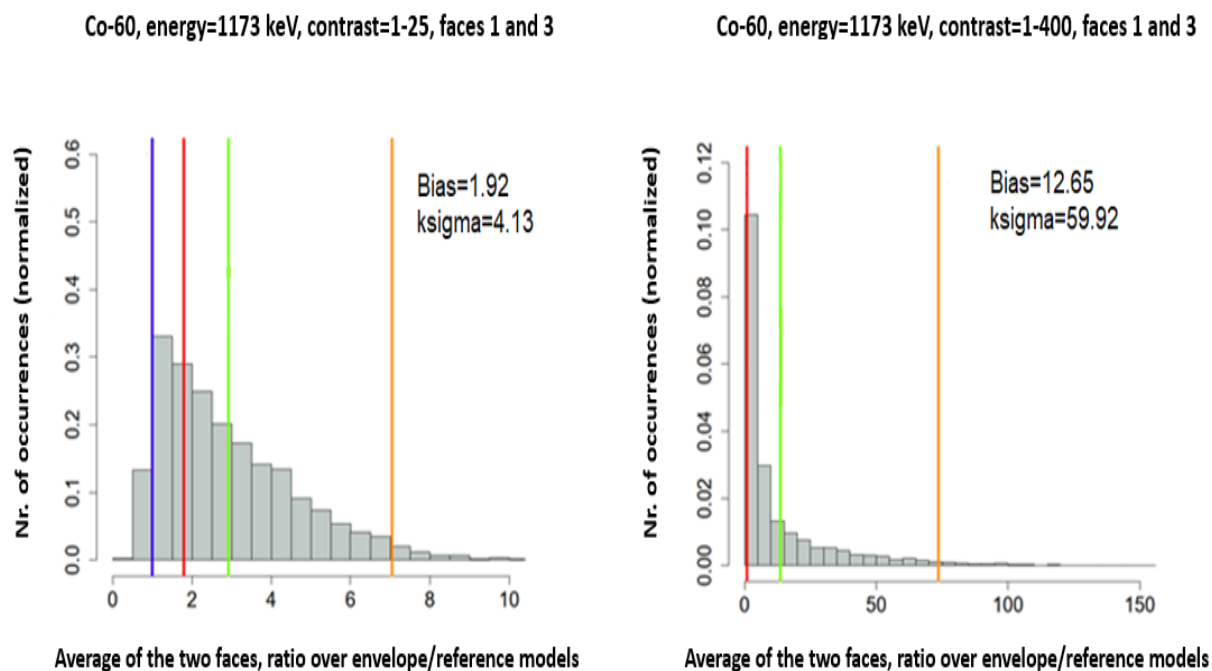 Co-60, energy=1173 keV, contrast=1-25, faces 1 and 3
Nr. of occurrences (normalized)
0.0
0.1
0.2
0.3
0.4
0.5
0.6
Bias=1.92
ksigma=4.13
0 2 4 6 8 10
Average of the two faces, ratio over envelope/reference models
Co-60, energy=1173 keV, contrast=1-400, faces 1 and 3
Nr. of occurrences (normalized)
0.00
0.02
0.04
0.06
0.08
0.10
0.12
Bias=12.65
ksigma=59.92
0 50 100 150
Average of the two faces, ratio over envelope/reference models